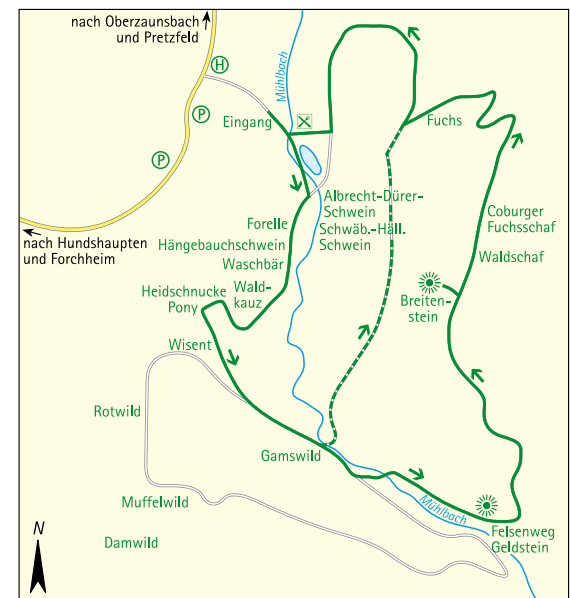 nach Oberzaunsbach
und Pretzfeld
H
Mühlbach
P
Eingang
Fuchs
P
Albrecht-Dürer-
Schwein
Schwäb.-Häll.
Schwein
Forelle
Hängebauchschwein
Waschbär
Wald-
kauz
Coburger
Fuchsschaf
Waldschaf
nach Hundshaupten
und Forchheim
Heidschnucke
Pony
Breiten-
stein
Wisent
Rotwild
Gamswild
Muffelwild
Mühlbach
Damwild
Felsenweg
Geldstein
N